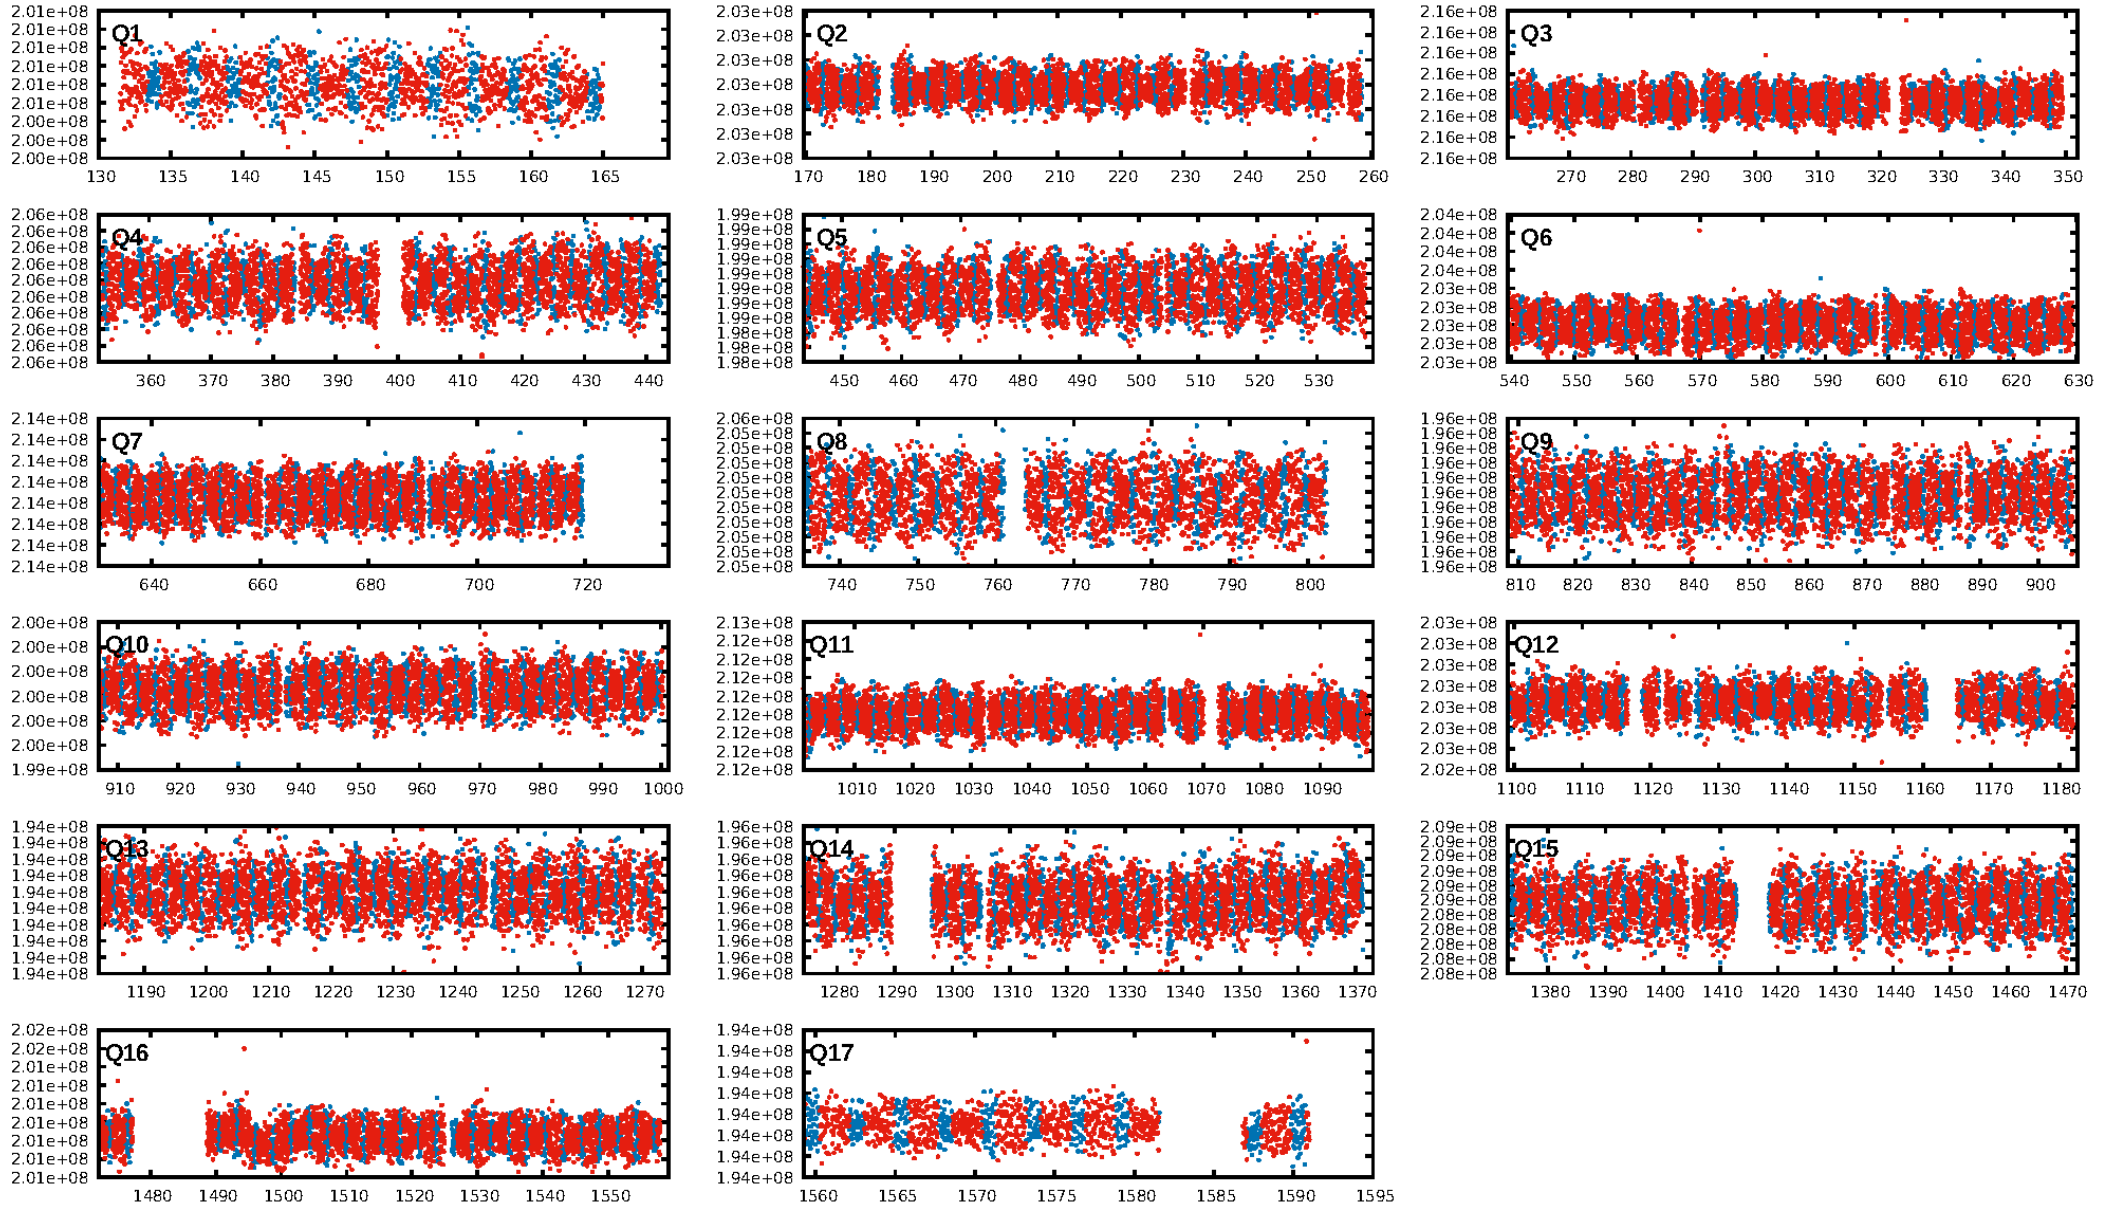 2.01e+08
2.01e+08
2.01e+08
2.01e+08
2.01e+08
2.01e+08
2.00e+08
2.00e+08
2.00e+08
Q1
130 135 140 145 150 155 160 165
2.03e+08
2.03e+08
2.03e+08
2.03e+08
2.03e+08
2.03e+08
2.03e+08
Q2
170 180 190 200 210 220 230 240 250 260
2.16e+08
2.16e+08
2.16e+08
2.16e+08
2.16e+08
2.16e+08
2.16e+08
2.16e+08
Q3
270 280 290 300 310 320 330 340 350
2.06e+08
2.06e+08
2.06e+08
2.06e+08
2.06e+08
2.06e+08
2.06e+08
2.06e+08
2.06e+08
2.06e+08
Q4
360 370 380 390 400 410 420 430 440
1.99e+08
1.99e+08
1.99e+08
1.99e+08
1.99e+08
1.99e+08
1.99e+08
1.99e+08
1.98e+08
1.98e+08
1.98e+08
Q5
450 460 470 480 490 500 510 520 530
2.04e+08
2.04e+08
2.04e+08
2.04e+08
2.03e+08
2.03e+08
2.03e+08
2.03e+08
2.03e+08
Q6
540 550 560 570 580 590 600 610 620 630
2.14e+08
2.14e+08
2.14e+08
2.14e+08
2.14e+08
2.14e+08
2.14e+08
2.14e+08
Q7
640 660 680 700 720
2.06e+08
2.05e+08
2.05e+08
2.05e+08
2.05e+08
2.05e+08
2.05e+08
2.05e+08
2.05e+08
2.05e+08
2.05e+08
Q8
740 750 760 770 780 790 800
1.96e+08
1.96e+08
1.96e+08
1.96e+08
1.96e+08
1.96e+08
1.96e+08
1.96e+08
1.96e+08
1.96e+08
Q9
810 820 830 840 850 860 870 880 890 900
2.00e+08
2.00e+08
2.00e+08
2.00e+08
2.00e+08
2.00e+08
1.99e+08
Q10
910 920 930 940 950 960 970 980 990 1000
2.13e+08
2.12e+08
2.12e+08
2.12e+08
2.12e+08
2.12e+08
2.12e+08
2.12e+08
2.12e+08
Q11
1010 1020 1030 1040 1050 1060 1070 1080 1090
2.03e+08
2.03e+08
2.03e+08
2.03e+08
2.03e+08
2.03e+08
2.03e+08
2.02e+08
Q12
1100 1110 1120 1130 1140 1150 1160 1170 1180
1.94e+08
1.94e+08
1.94e+08
1.94e+08
1.94e+08
1.94e+08
1.94e+08
1.94e+08
1.94e+08
1.94e+08
Q13
1190 1200 1210 1220 1230 1240 1250 1260 1270
1.96e+08
1.96e+08
1.96e+08
1.96e+08
1.96e+08
1.96e+08
1.96e+08
1.96e+08
1.96e+08
1.96e+08
Q14
1280 1290 1300 1310 1320 1330 1340 1350 1360 1370
2.09e+08
2.09e+08
2.09e+08
2.09e+08
2.09e+08
2.09e+08
2.08e+08
2.08e+08
2.08e+08
2.08e+08
2.08e+08
Q15
1380 1390 1400 1410 1420 1430 1440 1450 1460 1470
2.02e+08
2.02e+08
2.01e+08
2.01e+08
2.01e+08
2.01e+08
2.01e+08
2.01e+08
2.01e+08
Q16
1480 1490 1500 1510 1520 1530 1540 1550
1.94e+08
1.94e+08
1.94e+08
1.94e+08
1.94e+08
1.94e+08
1.94e+08
1.94e+08
Q17
1560 1565 1570 1575 1580 1585 1590 1595